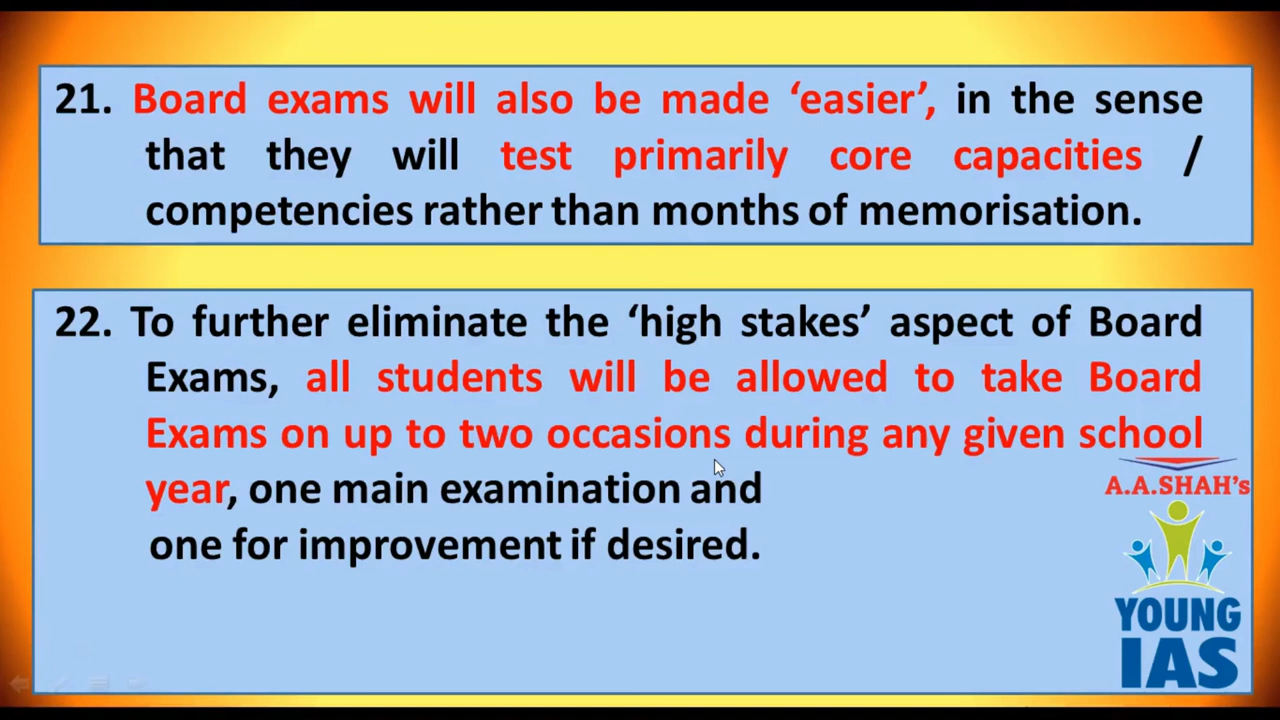 21. Board exams will also be made ‘easier’, in the sense
that they will test primarily core capacities /
competencies rather than months of memorisation.
22. To further eliminate the ‘high stakes’ aspect of Board
Exams, all students will be allowed to take Board
Exams on up to two occasions during any given school
year, one main examination and
one for improvement if desired.
A.A.SHAH's
YOUNG
IAS